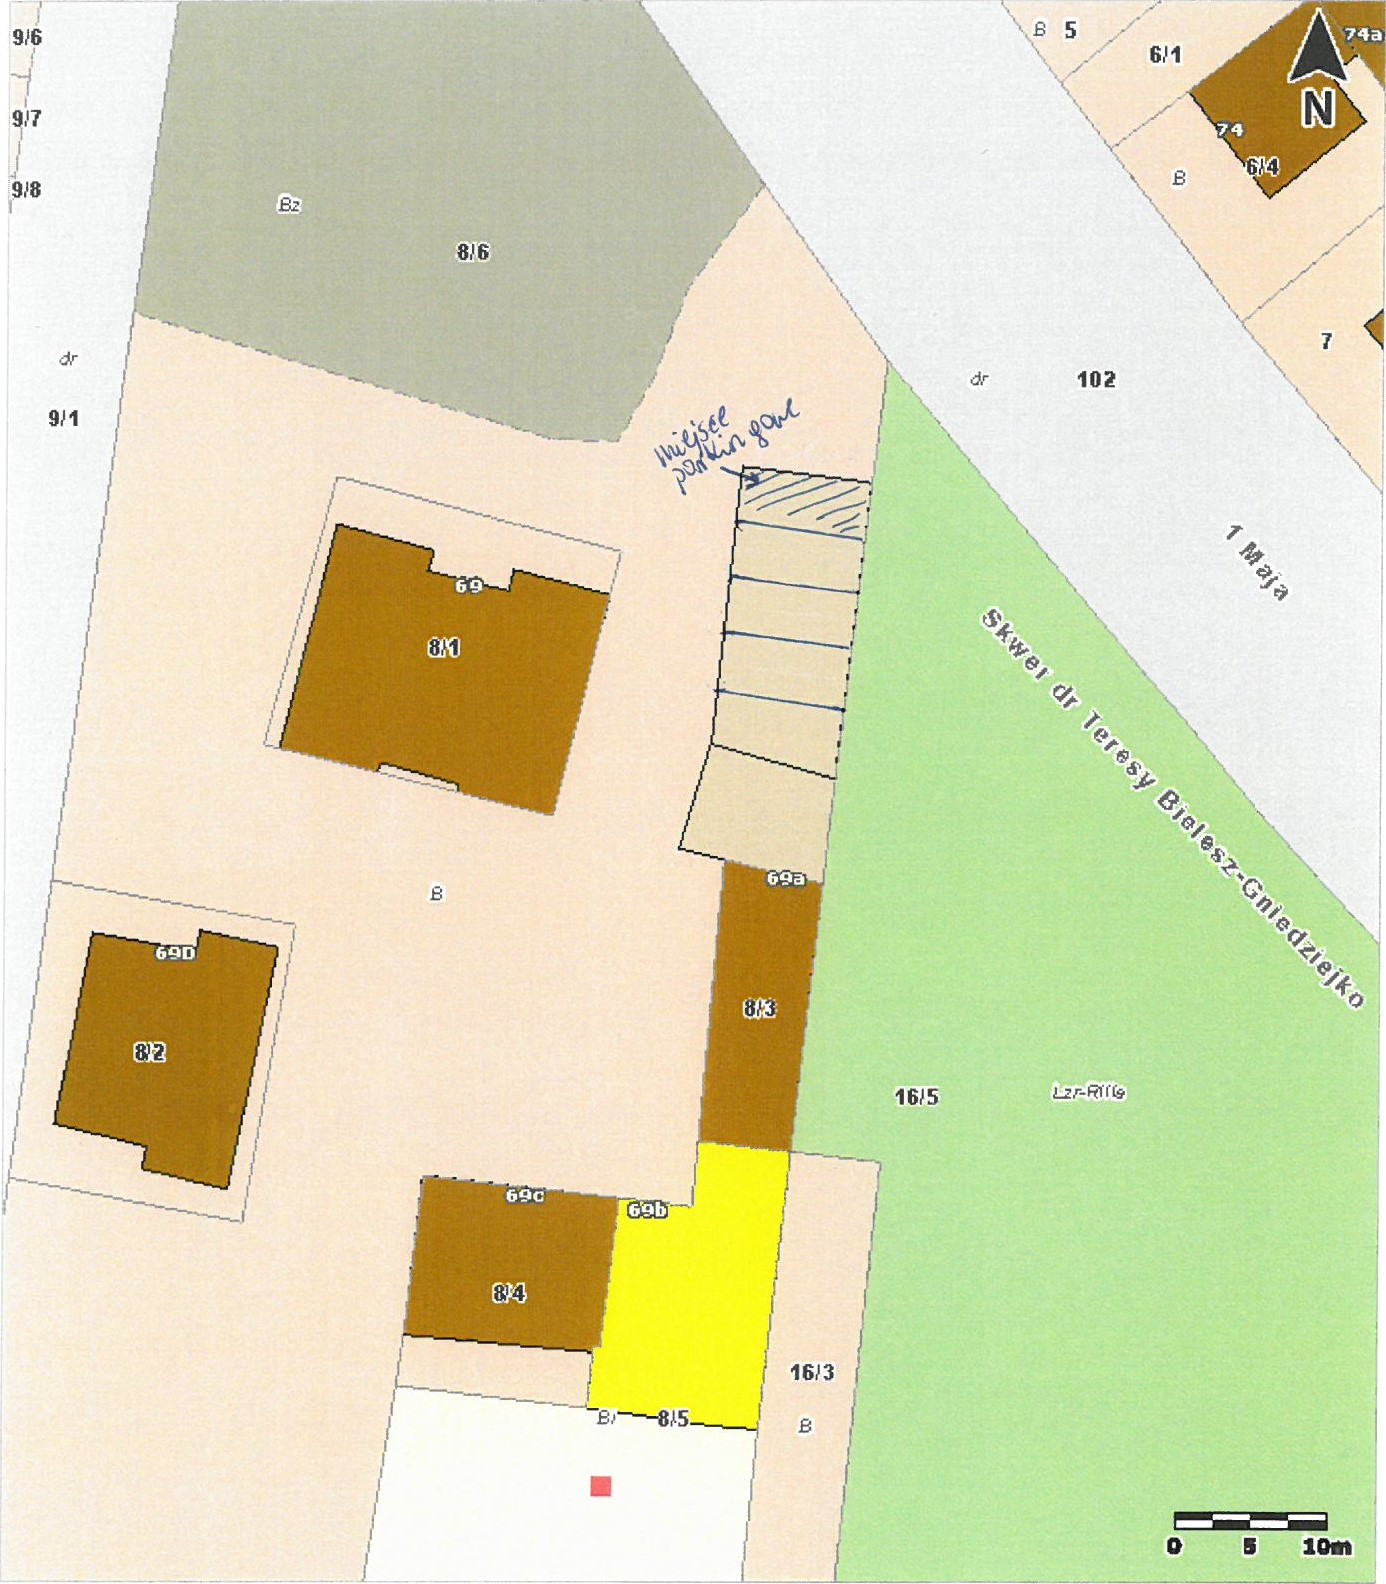 9/6
B 5
6/1
74a
N
9/7
74
6/4
9/8
B
Bz
8/6
7
dr
dr 102
9/1
miejsce
parkingowe
1 Maja
69
8/1
Skwer dr Teresy Bielesz-Gniedziejko
69a
B
69D
8/3
8/2
16/5
Lzr-RIIIa
69c
69b
8/4
16/3
B/
8/5
B
0 5 10m